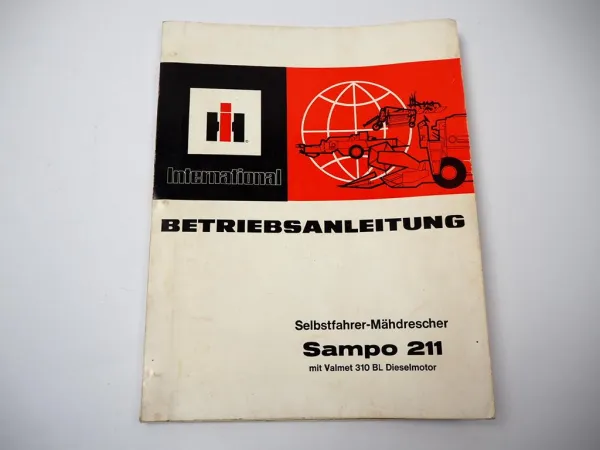 IH
International
BETRIEBSANLEITUNG
Selbstfahrer-Mähdrescher
Sampo 211
mit Valmet 310 BL Dieselmotor